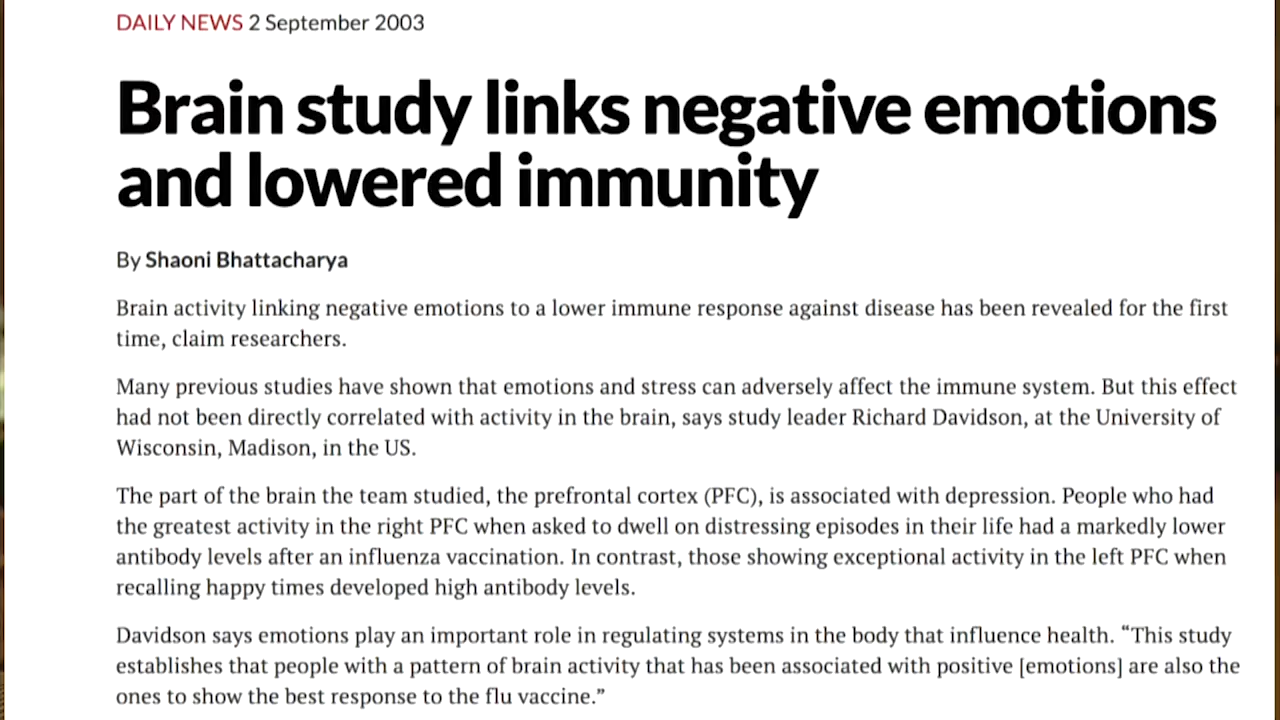 DAILY NEWS 2 September 2003
Brain study links negative emotions
and lowered immunity
By Shaoni Bhattacharya
Brain activity linking negative emotions to a lower immune response against disease has been revealed for the first
time, claim researchers.
Many previous studies have shown that emotions and stress can adversely affect the immune system. But this effect
had not been directly correlated with activity in the brain, says study leader Richard Davidson, at the University of
Wisconsin, Madison, in the US.
The part of the brain the team studied, the prefrontal cortex (PFC), is associated with depression. People who had
the greatest activity in the right PFC when asked to dwell on distressing episodes in their life had a markedly lower
antibody levels after an influenza vaccination. In contrast, those showing exceptional activity in the left PFC when
recalling happy times developed high antibody levels.
Davidson says emotions play an important role in regulating systems in the body that influence health. “This study
establishes that people with a pattern of brain activity that has been associated with positive [emotions] are also the
ones to show the best response to the flu vaccine.”